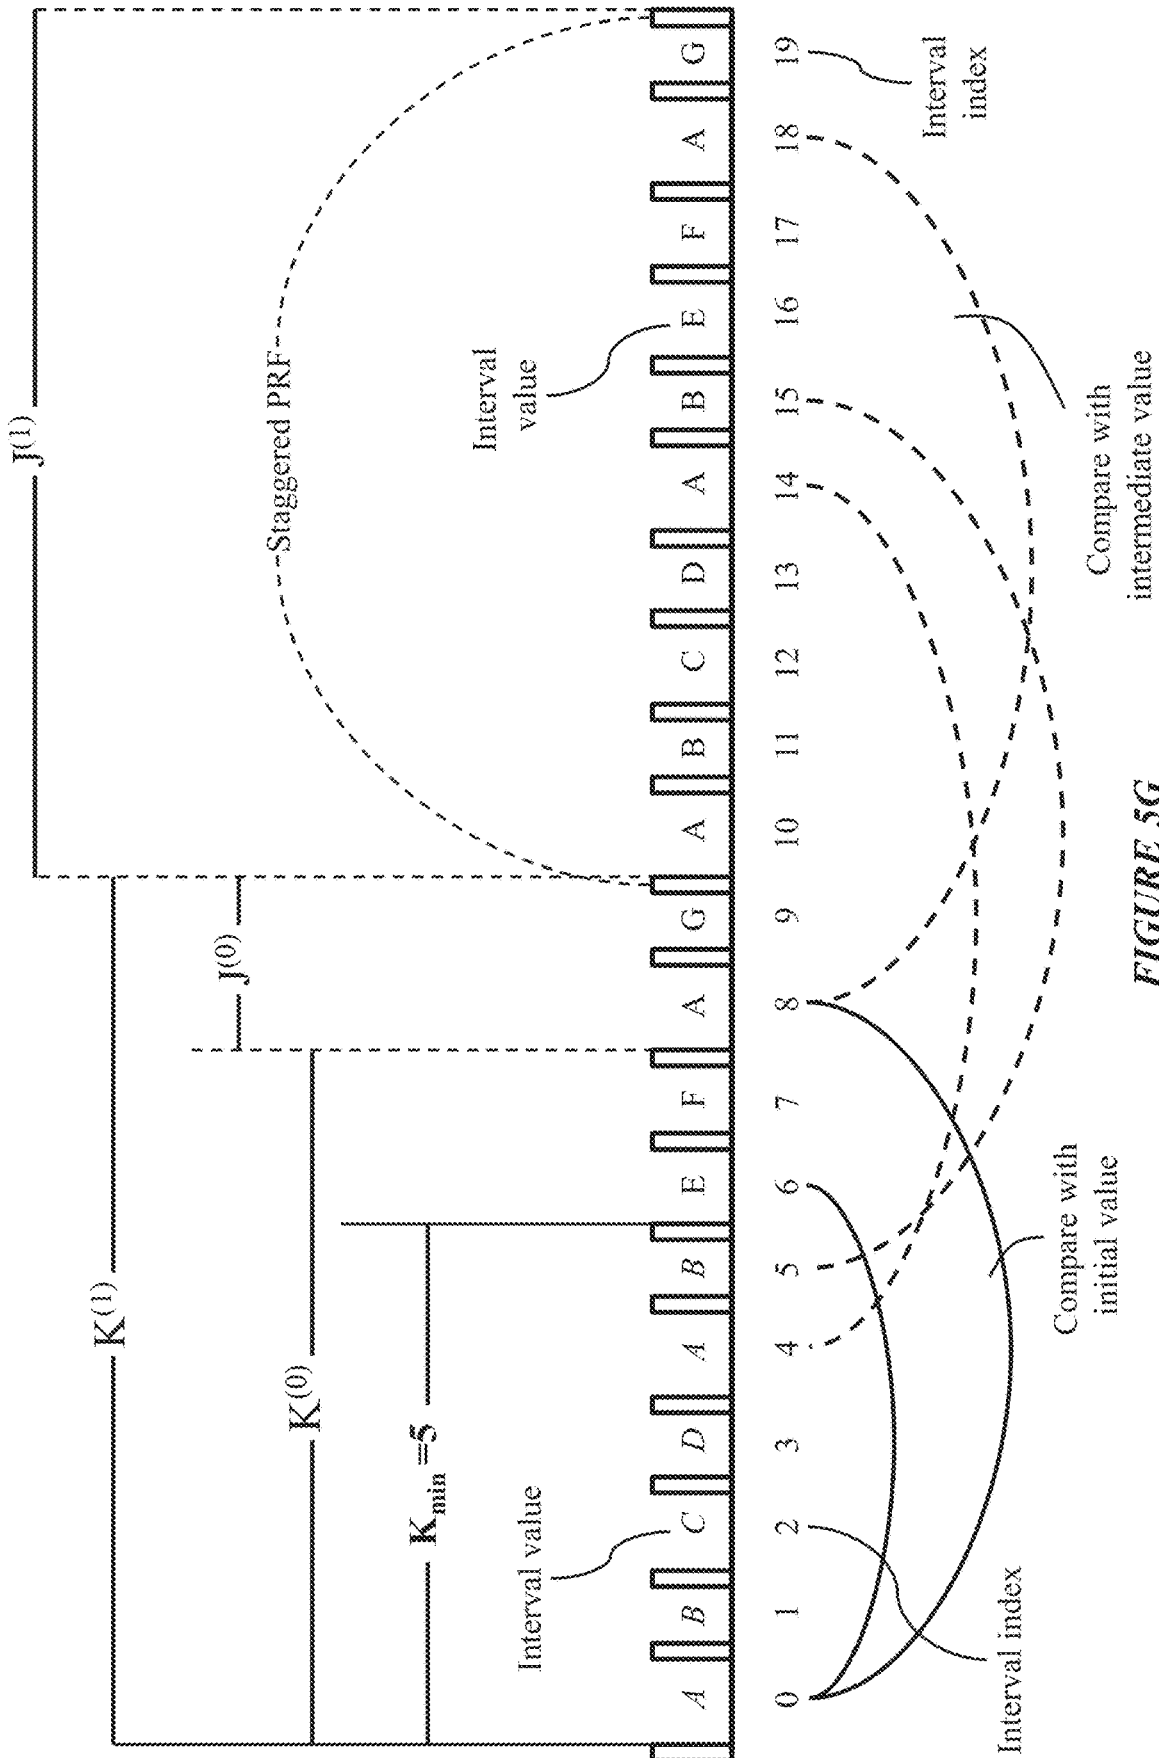 J(1)
K(1)
Staggered PRF
J(0)
K(0)
Kmin=5
Interval value
Interval
value
A B C D A B E F A G A B C D A B E F A G
0 1 2 3 4 5 6 7 8 9 10 11 12 13 14 15 16 17 18 19
Interval index
Compare with
initial value
Compare with
intermediate value
Interval
index
FIGURE 5G